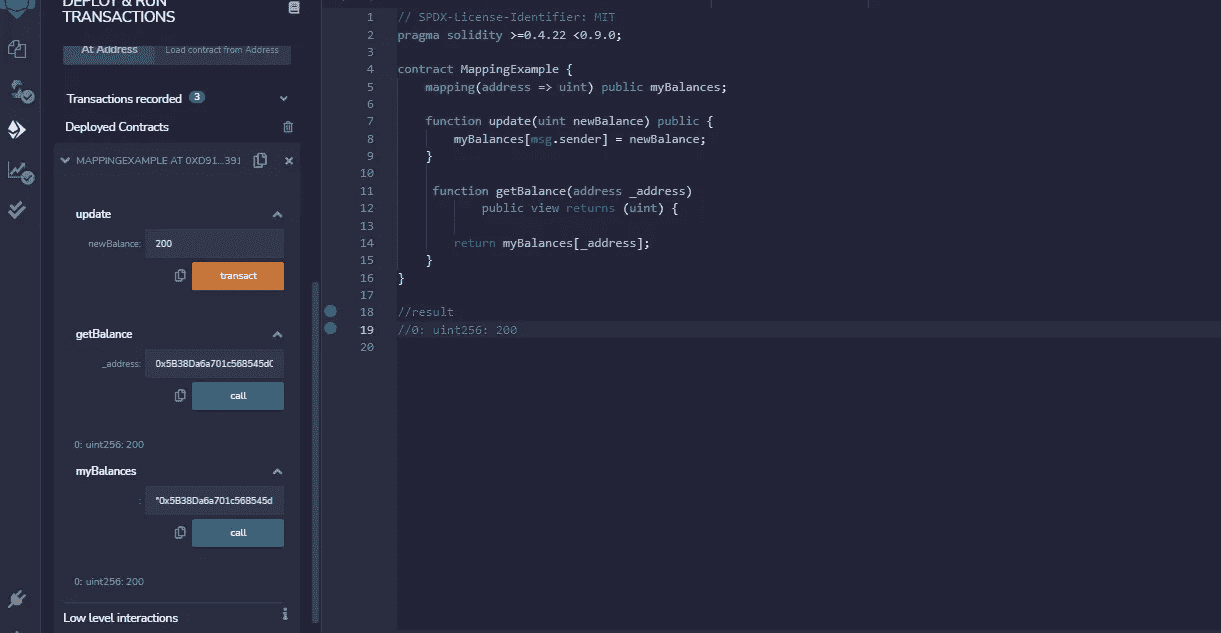 DEPLOY & RUN
TRANSACTIONS
At Address
Load contract from Address
Transactions recorded 3
Deployed Contracts
MAPPINGEXAMPLE AT 0XD91...391
update
newBalance: 200
transact
getBalance
_address: 0x5B38Da6a701c568545dC
call
0: uint256: 200
myBalances
: "0x5B38Da6a701c568545d
call
0: uint256: 200
Low level interactions
1 // SPDX-License-Identifier: MIT
2 pragma solidity >=0.4.22 <0.9.0;
3
4 contract MappingExample {
5 mapping(address => uint) public myBalances;
6
7 function update(uint newBalance) public {
8 myBalances[msg.sender] = newBalance;
9 }
10
11 function getBalance(address _address)
12 public view returns (uint) {
13
14 return myBalances[_address];
15 }
16 }
17
18 //result
19 //0: uint256: 200
20